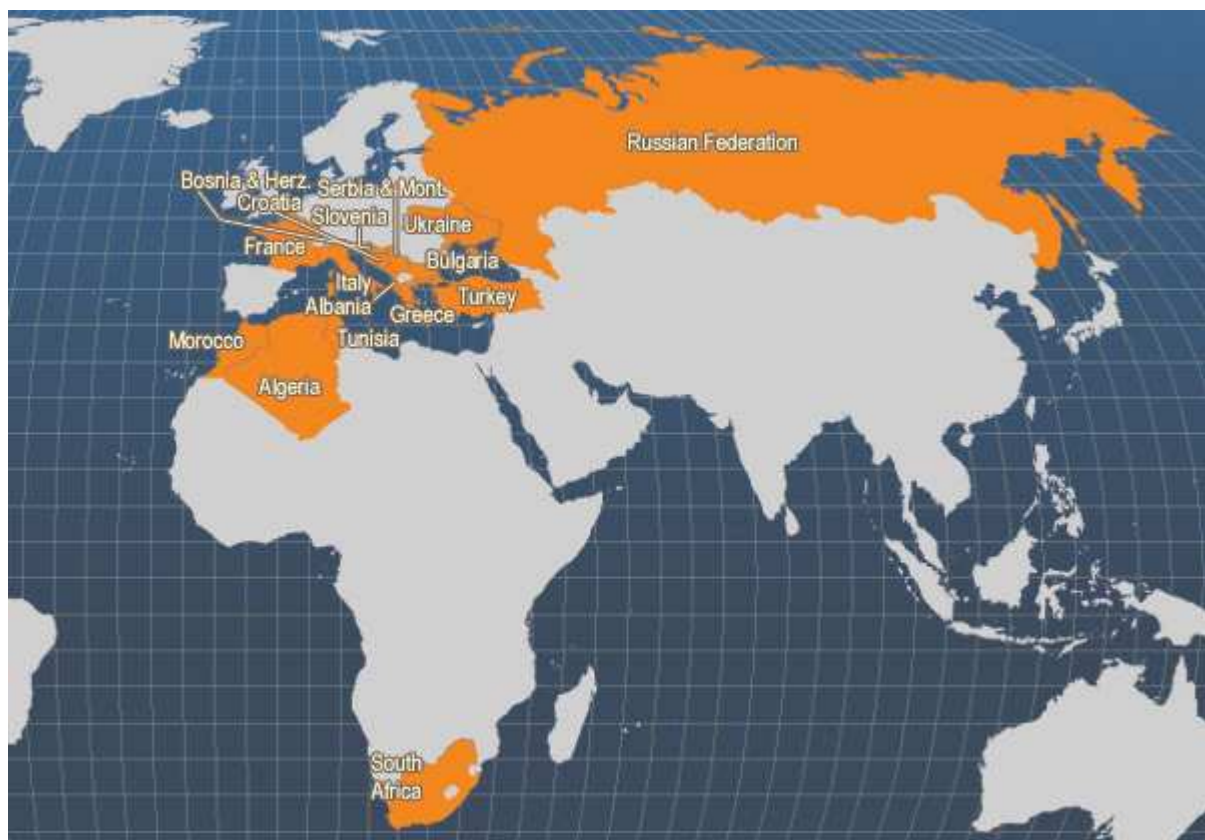 Russian Federation
Bosnia & Herz.
Serbia & Mont.
Croatia
Slovenia
Ukraine
France
Bulgaria
Italy
Albania
Turkey
Greece
Morocco
Tunisia
Algeria
South
Africa